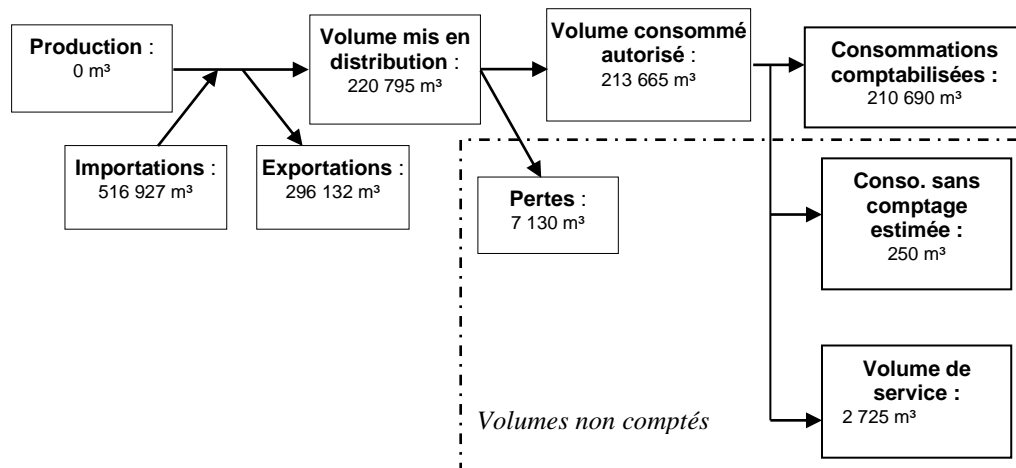 Production :
0 m³
Volume mis en
distribution :
220 795 m³
Volume consommé
autorisé :
213 665 m³
Consommations
comptabilisées :
210 690 m³
Importations :
516 927 m³
Exportations :
296 132 m³
Pertes :
7 130 m³
Conso. sans
comptage
estimée :
250 m³
Volume de
service :
2 725 m³
Volumes non comptés